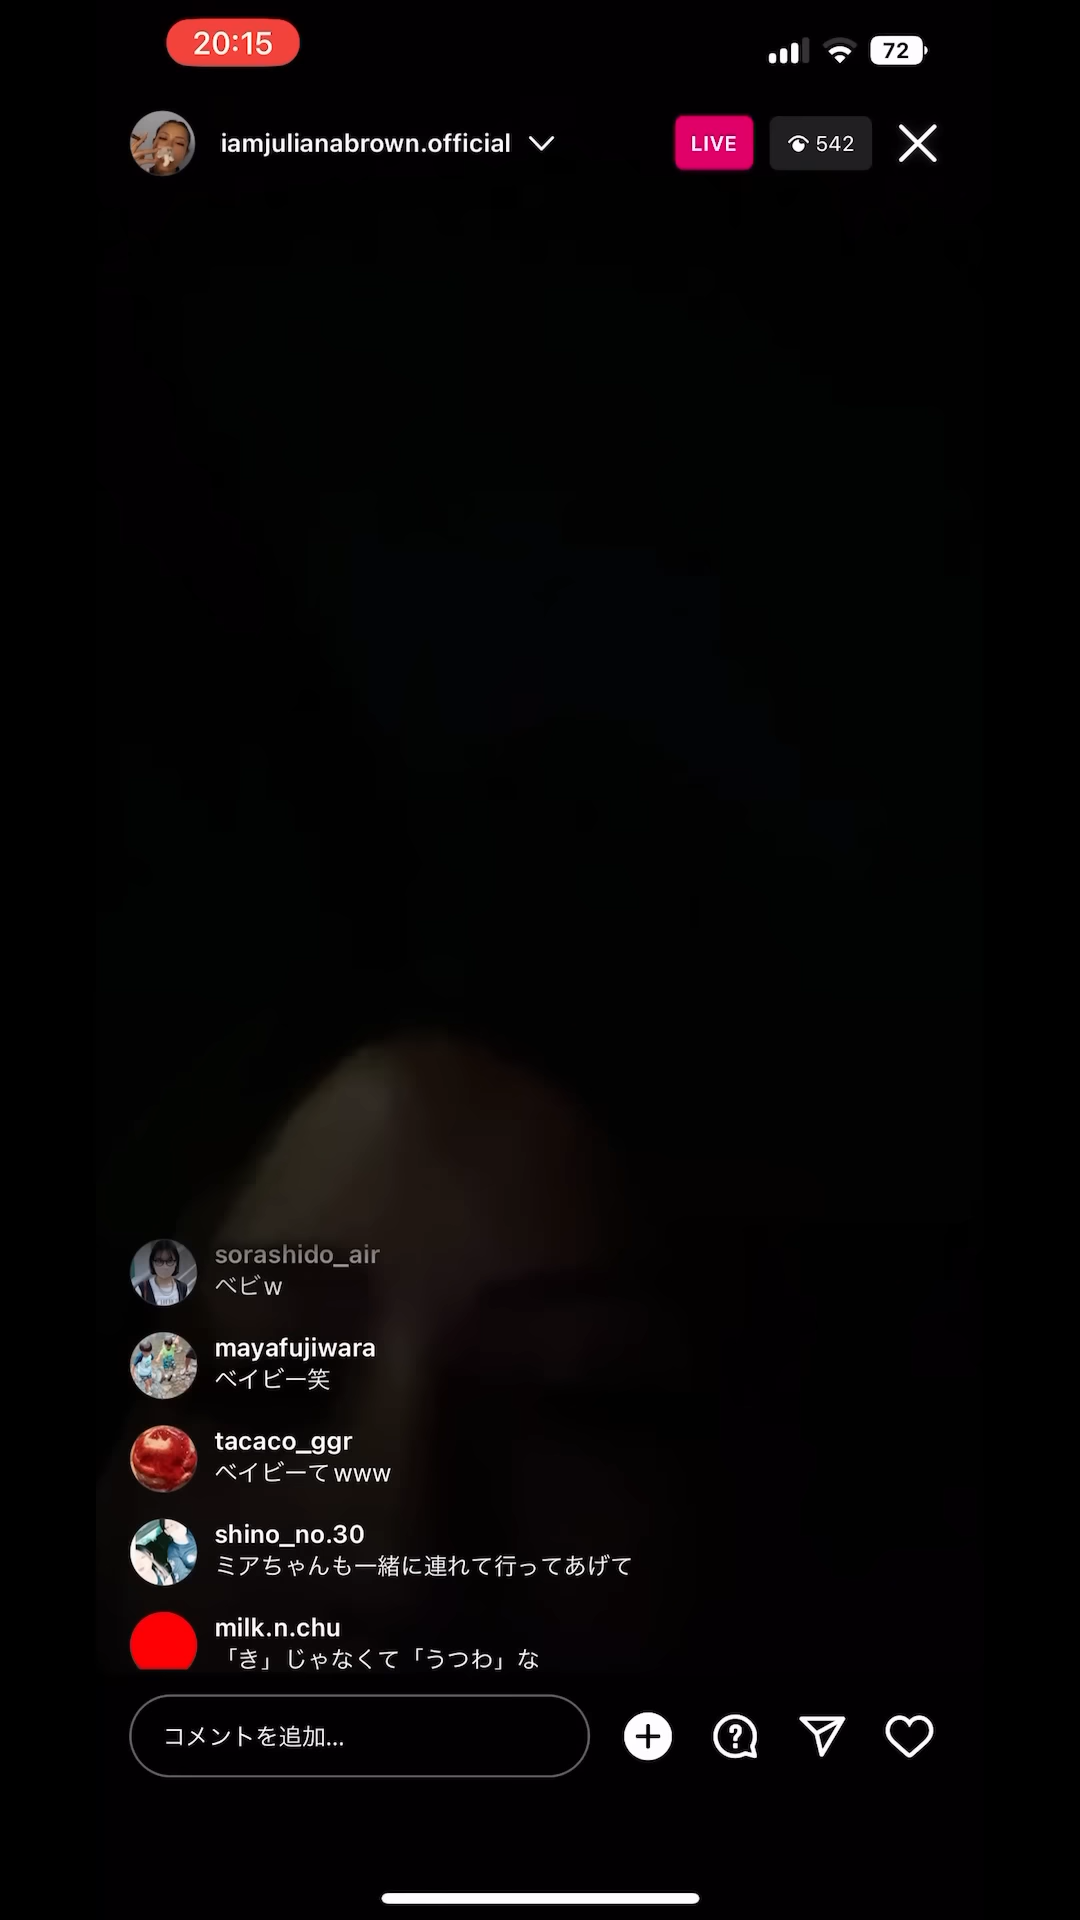 20:15
72
iamjulianabrown.official
LIVE
542
sorashido_air
ベビw
mayafujiwara
ベイビー笑
tacaco_ggr
ベイビーてwww
shino_no.30
ミアちゃんも一緒に連れて行ってあげて
milk.n.chu
「き」じゃなくて「うつわ」な
コメントを追加...